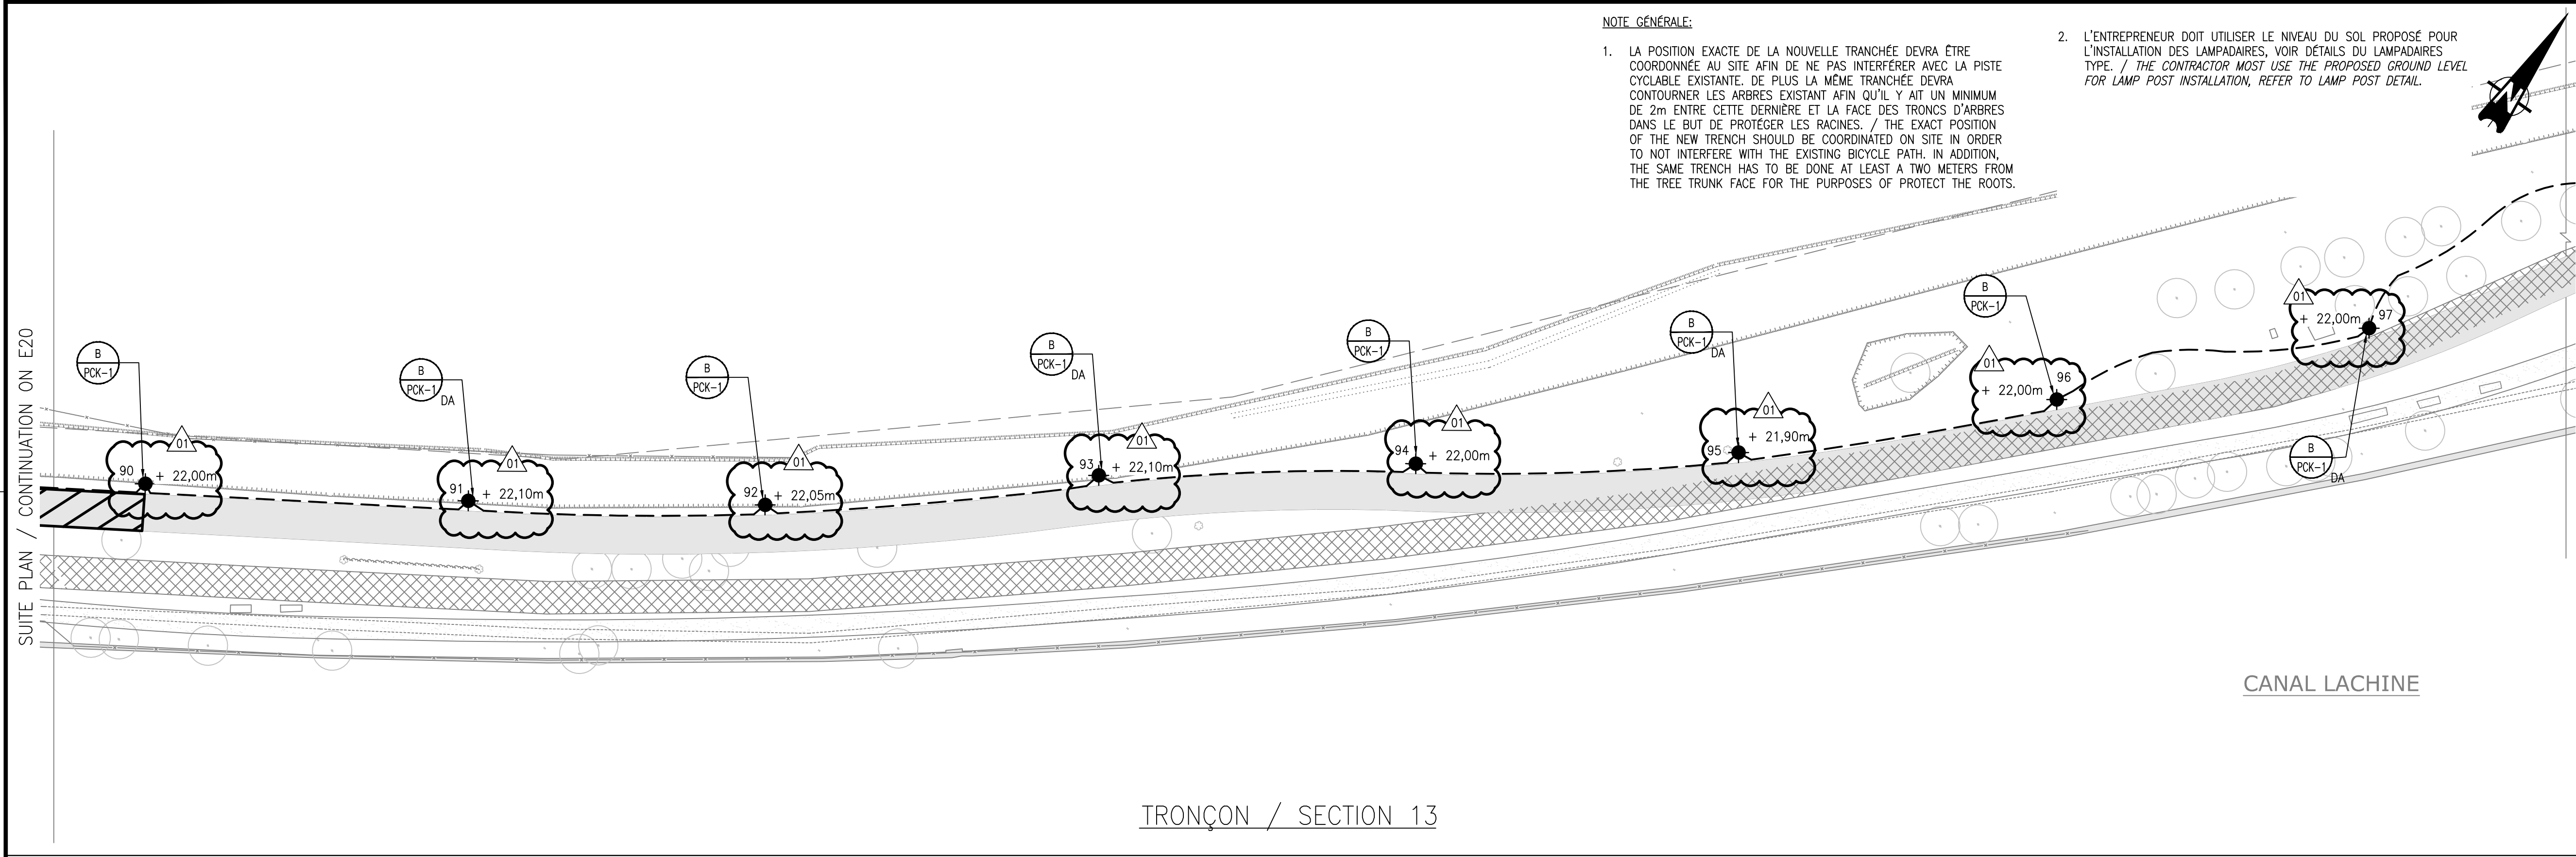 NOTE GÉNÉRALE:
1. LA POSITION EXACTE DE LA NOUVELLE TRANCHÉE DEVRA ÊTRE
COORDONNÉE AU SITE AFIN DE NE PAS INTERFÉRER AVEC LA PISTE
CYCLABLE EXISTANTE. DE PLUS LA MÊME TRANCHÉE DEVRA
CONTOURNER LES ARBRES EXISTANT AFIN QU'IL Y AIT UN MINIMUM
DE 2m ENTRE CETTE DERNIÈRE ET LA FACE DES TRONCS D'ARBRES
DANS LE BUT DE PROTÉGER LES RACINES. / THE EXACT POSITION
OF THE NEW TRENCH SHOULD BE COORDINATED ON SITE IN ORDER
TO NOT INTERFERE WITH THE EXISTING BICYCLE PATH. IN ADDITION,
THE SAME TRENCH HAS TO BE DONE AT LEAST A TWO METERS FROM
THE TREE TRUNK FACE FOR THE PURPOSES OF PROTECT THE ROOTS.
2. L'ENTREPRENEUR DOIT UTILISER LE NIVEAU DU SOL PROPOSÉ POUR
L'INSTALLATION DES LAMPADAIRES, VOIR DÉTAILS DU LAMPADAIRES
TYPE. / THE CONTRACTOR MOST USE THE PROPOSED GROUND LEVEL
FOR LAMP POST INSTALLATION, REFER TO LAMP POST DETAIL.
N
SUITE PLAN / CONTINUATION ON E20
B
PCK-1
01
90
+ 22,00m
B
PCK-1
DA
01
91
+ 22,10m
B
PCK-1
01
92
+ 22,05m
B
PCK-1
DA
01
93
+ 22,10m
B
PCK-1
01
94
+ 22,00m
B
PCK-1
DA
01
95
+ 21,90m
B
PCK-1
01
96
+ 22,00m
01
97
+ 22,00m
B
PCK-1
DA
CANAL LACHINE
TRONÇON / SECTION 13